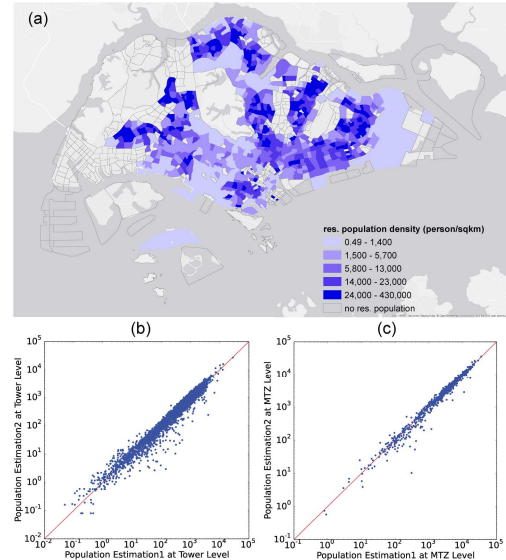 (a)
res. population density (person/sqkm)
0.49 - 1,400
1,500 - 5,700
5,800 - 13,000
14,000 - 23,000
24,000 - 430,000
no res. population
(b)
(c)
Population Estimation2 at Tower Level
10^5
10^4
10^3
10^2
10^1
10^0
10^-1
10^-2
10^-2
10^-1
10^0
10^1
10^2
10^3
10^4
10^5
Population Estimation1 at Tower Level
Population Estimation2 at MTZ Level
10^5
10^4
10^3
10^2
10^1
10^0
10^-1
10^-1
10^0
10^1
10^2
10^3
10^4
10^5
Population Estimation1 at MTZ Level